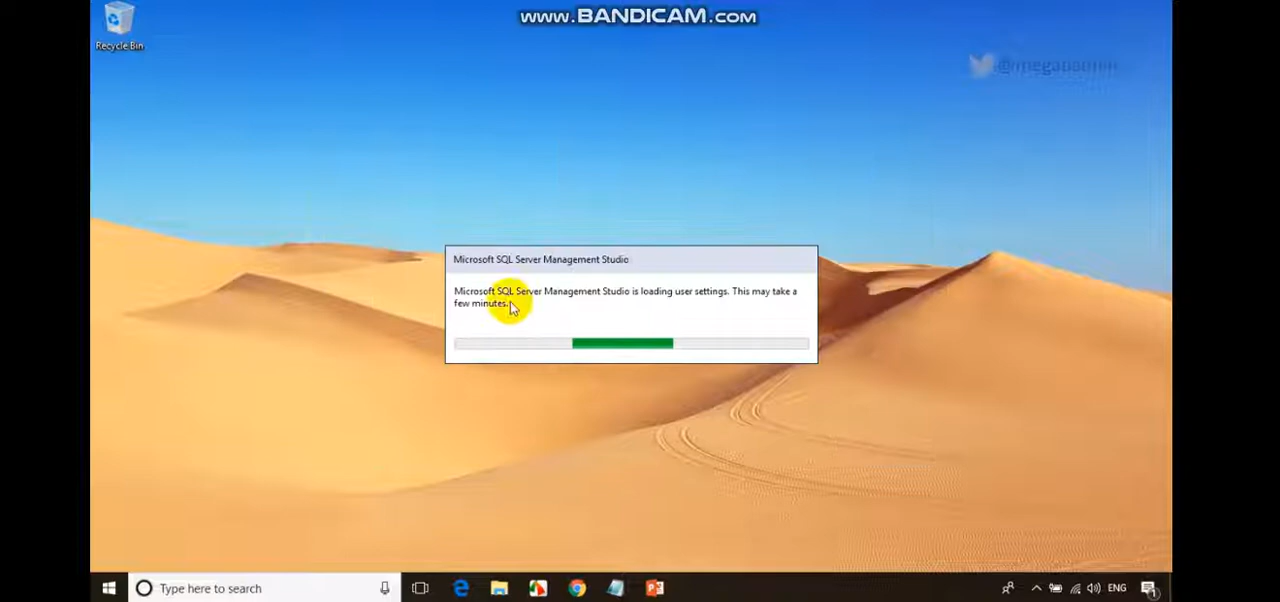 www.BANDICAM.com
Recycle Bin
Microsoft SQL Server Management Studio
Microsoft SQL Server Management Studio is loading user settings. This may take a
few minutes.
Type here to search
ENG
1